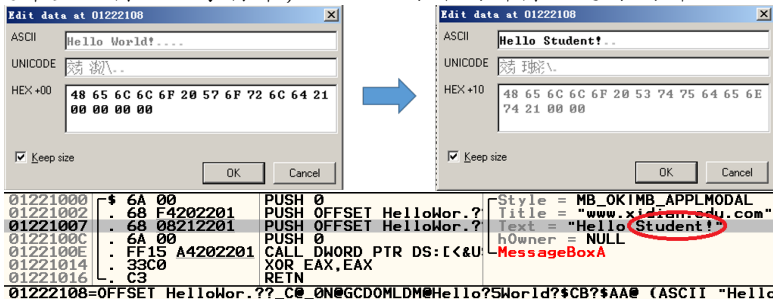 Edit data at 01222108
ASCII
Hello World!....
UNICODE
HEX +00
48 65 6C 6C 6F 20 57 6F 72 6C 64 21
00 00 00 00
Keep size
OK
Cancel
Edit data at 01222108
ASCII
Hello Student!..
UNICODE
HEX +10
48 65 6C 6C 6F 20 53 74 75 64 65 6E
74 21 00 00
Keep size
OK
Cancel
01221000 $ 6A 00 PUSH 0 Style = MB_OK|MB_APPLMODAL
01221002 . 68 F4202201 PUSH OFFSET HelloWor.? Title = "www.xidian.edu.com"
01221007 . 68 08212201 PUSH OFFSET HelloWor.? Text = "Hello Student!"
0122100C . 6A 00 PUSH 0 hOwner = NULL
0122100E . FF15 A4202201 CALL DWORD PTR DS:[<&U MessageBoxA
01221014 . 33C0 XOR EAX,EAX
01221016 . C3 RETN
01222108=OFFSET HelloWor.??_C@_0N@GCDOMLDM@Hello?5World?$CB?$AA@ (ASCII "Hello